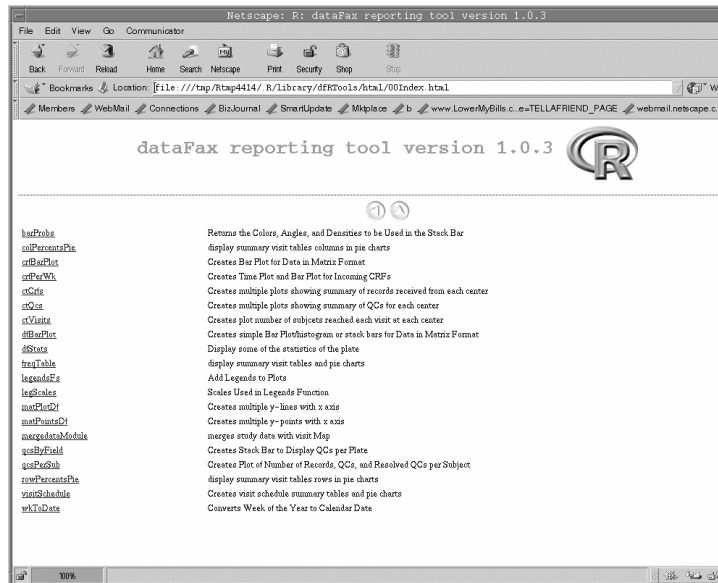 Netscape: R: dataFax reporting tool version 1.0.3
File Edit View Go Communicator
Back Forward Reload Home Search Netscape Print Security Shop Stop
Bookmarks Location: file:///tmp/Rtmp4414/.R/library/dfRTools/html/00Index.html
Members WebMail Connections BizJournal SmartUpdate Mktplace b www.LowerMyBills.c...e=TELLAFRIEND_PAGE webmail.netscape.c
dataFax reporting tool version 1.0.3 R
barProbs Returns the Colors, Angles, and Densities to be Used in the Stack Bar
colPercentsPie display summary visit tables columns in pie charts
crfBarPlot Creates Bar Plot for Data in Matrix Format
crfPerWk Creates Time Plot and Bar Plot for Incoming CRFs
ctCrfs Creates multiple plots showing summary of records received from each center
ctQcs Creates multiple plots showing summary of QCs for each center
ctVisits Creates plot number of subjcets reached each visit at each center
dfBarPlot Creates simple Bar Plot/histogram or stack bars for Data in Matrix Format
dfStats Display some of the statistics of the plate
freqTable display summary visit tables and pie charts
legendsFs Add Legends to Plots
legScales Scales Used in Legends Function
matPlotDf Creates multiple y-lines with x axis
matPointsDf Creates multiple y-points with x axis
mergedataModule merges study data with visit Map
qcsByField Creates Stack Bar to Display QCs per Plate
qcsPerSub Creates Plot of Number of Records, QCs, and Resolved QCs per Subject
rowPercentsPie display summary visit tables rows in pie charts
visitSchedule Creates visit schedule summary tables and pie charts
wkToDate Converts Week of the Year to Calendar Date
100%